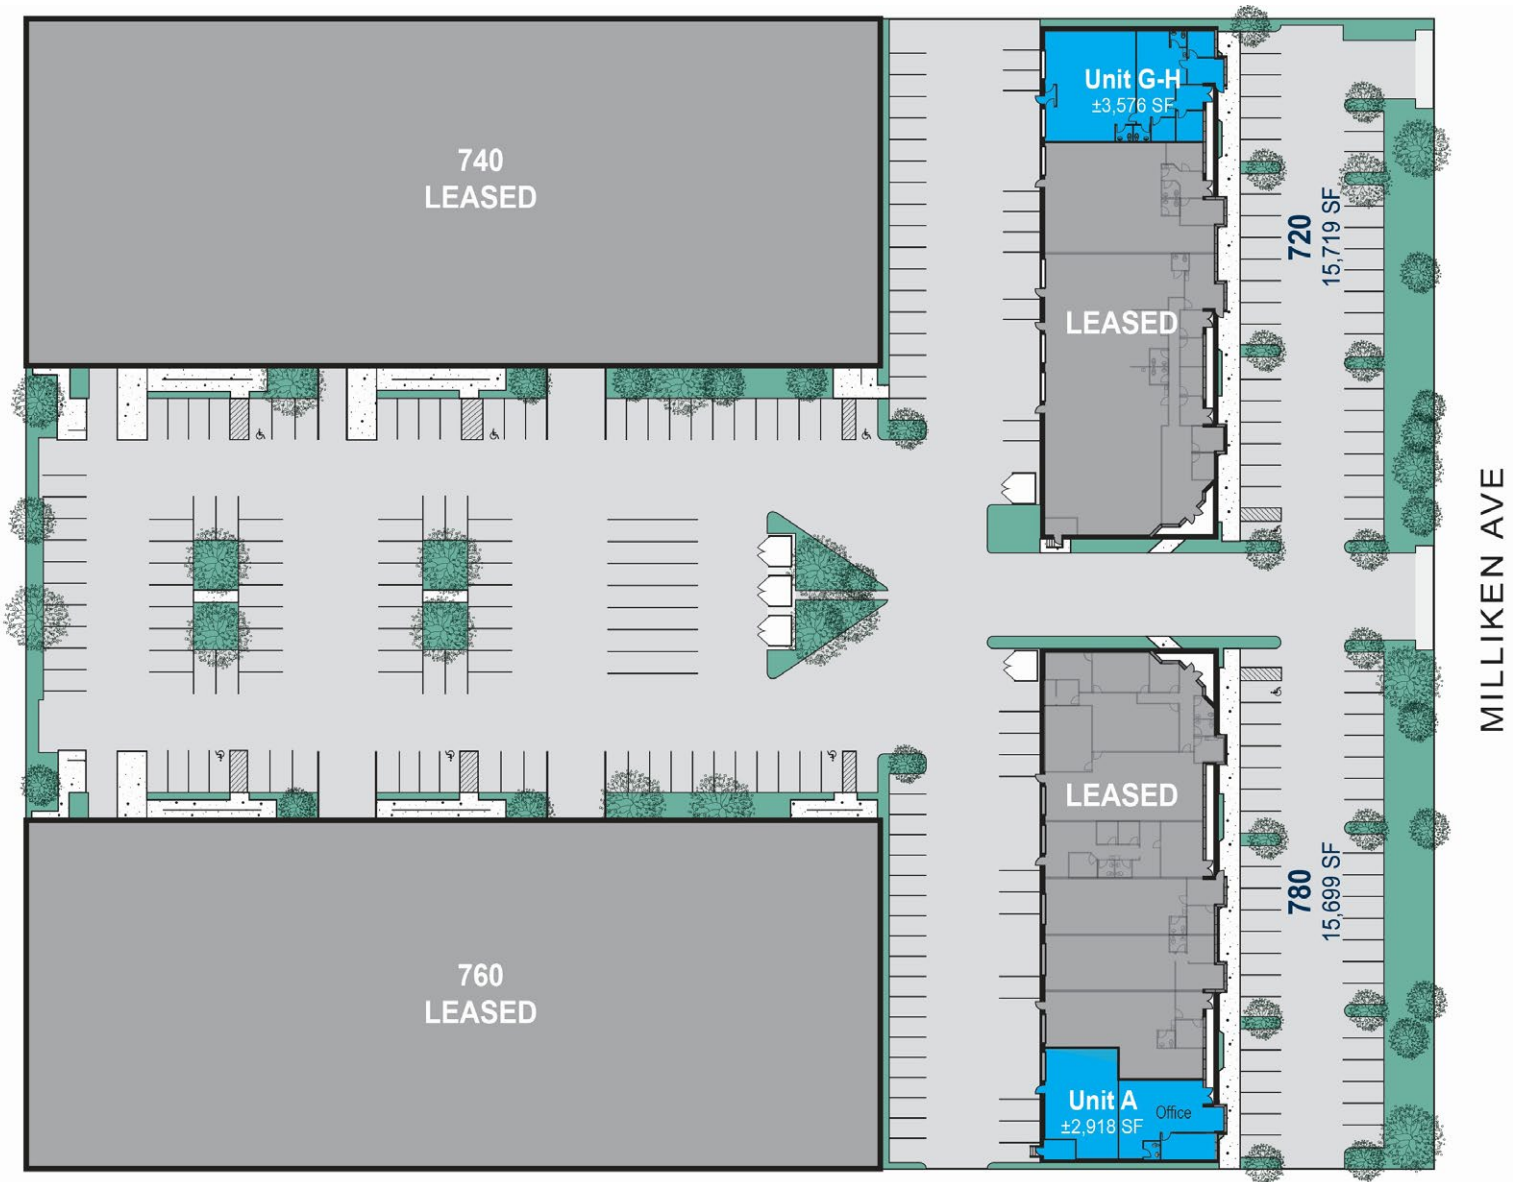 740
LEASED
Unit G-H
±3,576 SF
720
15,719 SF
LEASED
MILLIKEN AVE
LEASED
780
15,699 SF
760
LEASED
Unit A
±2,918 SF
Office